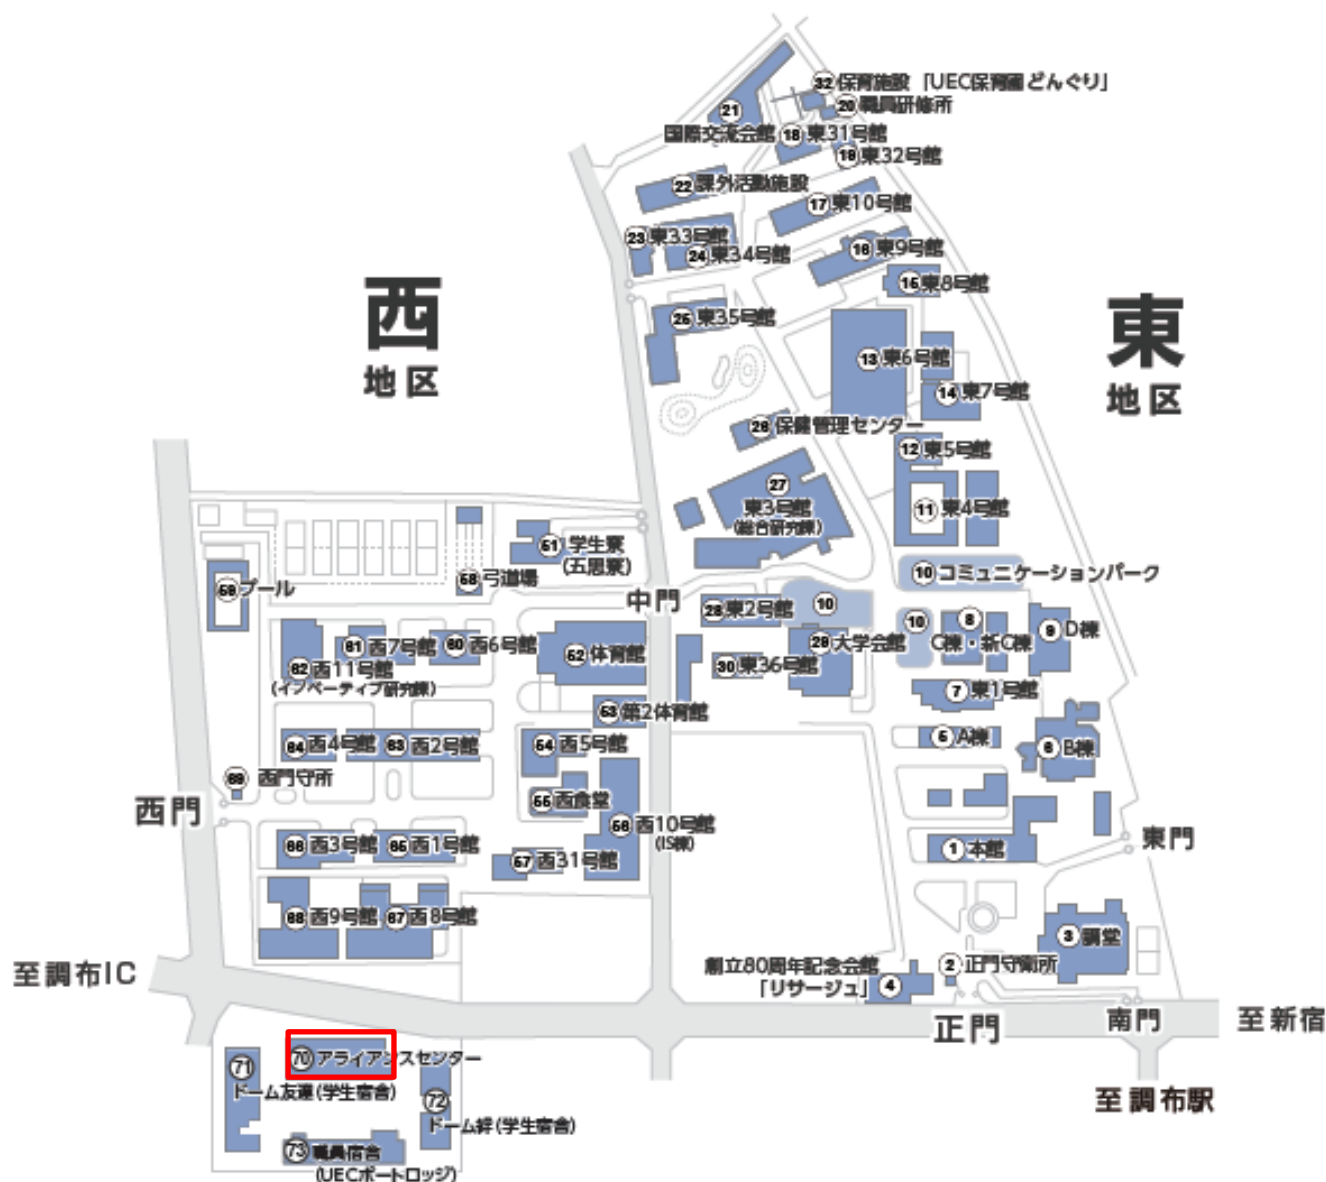 32 保育施設「UEC保育園どんぐり」
20 職員研修所
21
国際交流会館
18 東31号館
19 東32号館
22 課外活動施設
17 東10号館
23 東33号館
24 東34号館
16 東9号館
15 東8号館
西
地区
東
地区
25 東35号館
13 東6号館
14 東7号館
26 保健管理センター
12 東5号館
27
東3号館
(総合研究棟)
11 東4号館
51 学生寮
(五思寮)
10 コミュニケーションパーク
58 弓道場
59 プール
中門
28 東2号館
10
10
8
C棟・新C棟
9 D棟
29 大学会館
61 西7号館
60 西6号館
62 西11号館
(イノベーティブ研究棟)
52 体育館
30 東36号館
7 東1号館
53 第2体育館
64 西4号館
63 西2号館
54 西5号館
5 A棟
6 B棟
69 西門守所
西門
55 西食堂
56 西10号館
(IS棟)
66 西3号館
65 西1号館
57 西31号館
1 本館
東門
68 西9号館
67 西8号館
3 講堂
至調布IC
創立80周年記念会館
「リサージュ」
4
2 正門守衛所
正門
南門
至新宿
至調布駅
70 アライアンスセンター
71
ドーム友達(学生宿舎)
72
ドーム絆(学生宿舎)
73 職員宿舎
(UECポートロッジ)